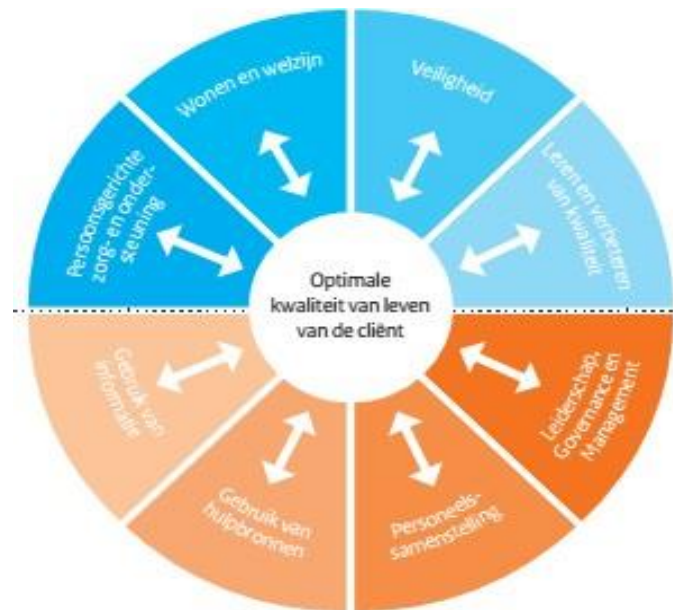 Wonen en welzijn
Veiligheid
Leren en verbeteren
van kwaliteit
Persoonsgerichte
zorg- en onder-
steuning
Optimale
kwaliteit van leven
van de cliënt
Leiderschap,
Governance en
Management
Personeels-
samenstelling
Gebruik van
hulpbronnen
Gebruik van
informatie